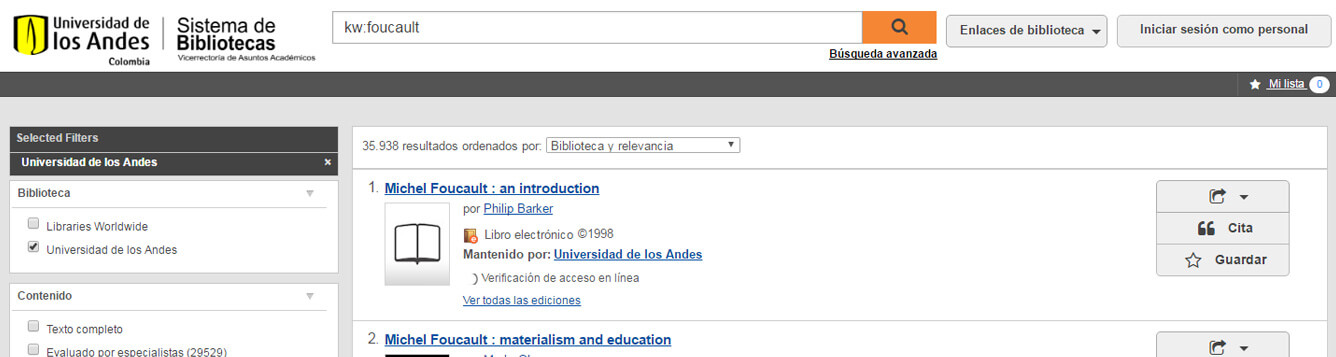 Universidad de
los Andes
Colombia
Sistema de
Bibliotecas
Vicerrectoría de Asuntos Académicos
kw:foucault
Búsqueda avanzada
Enlaces de biblioteca
Iniciar sesión como personal
Mi lista 0
Selected Filters
Universidad de los Andes ×
Biblioteca
Libraries Worldwide
Universidad de los Andes
Contenido
Texto completo
Evaluado por especialistas (29529)
35.938 resultados ordenados por: Biblioteca y relevancia
1. Michel Foucault : an introduction
por Philip Barker
Libro electrónico ©1998
Mantenido por: Universidad de los Andes
Verificación de acceso en línea
Ver todas las ediciones
Cita
Guardar
2. Michel Foucault : materialism and education